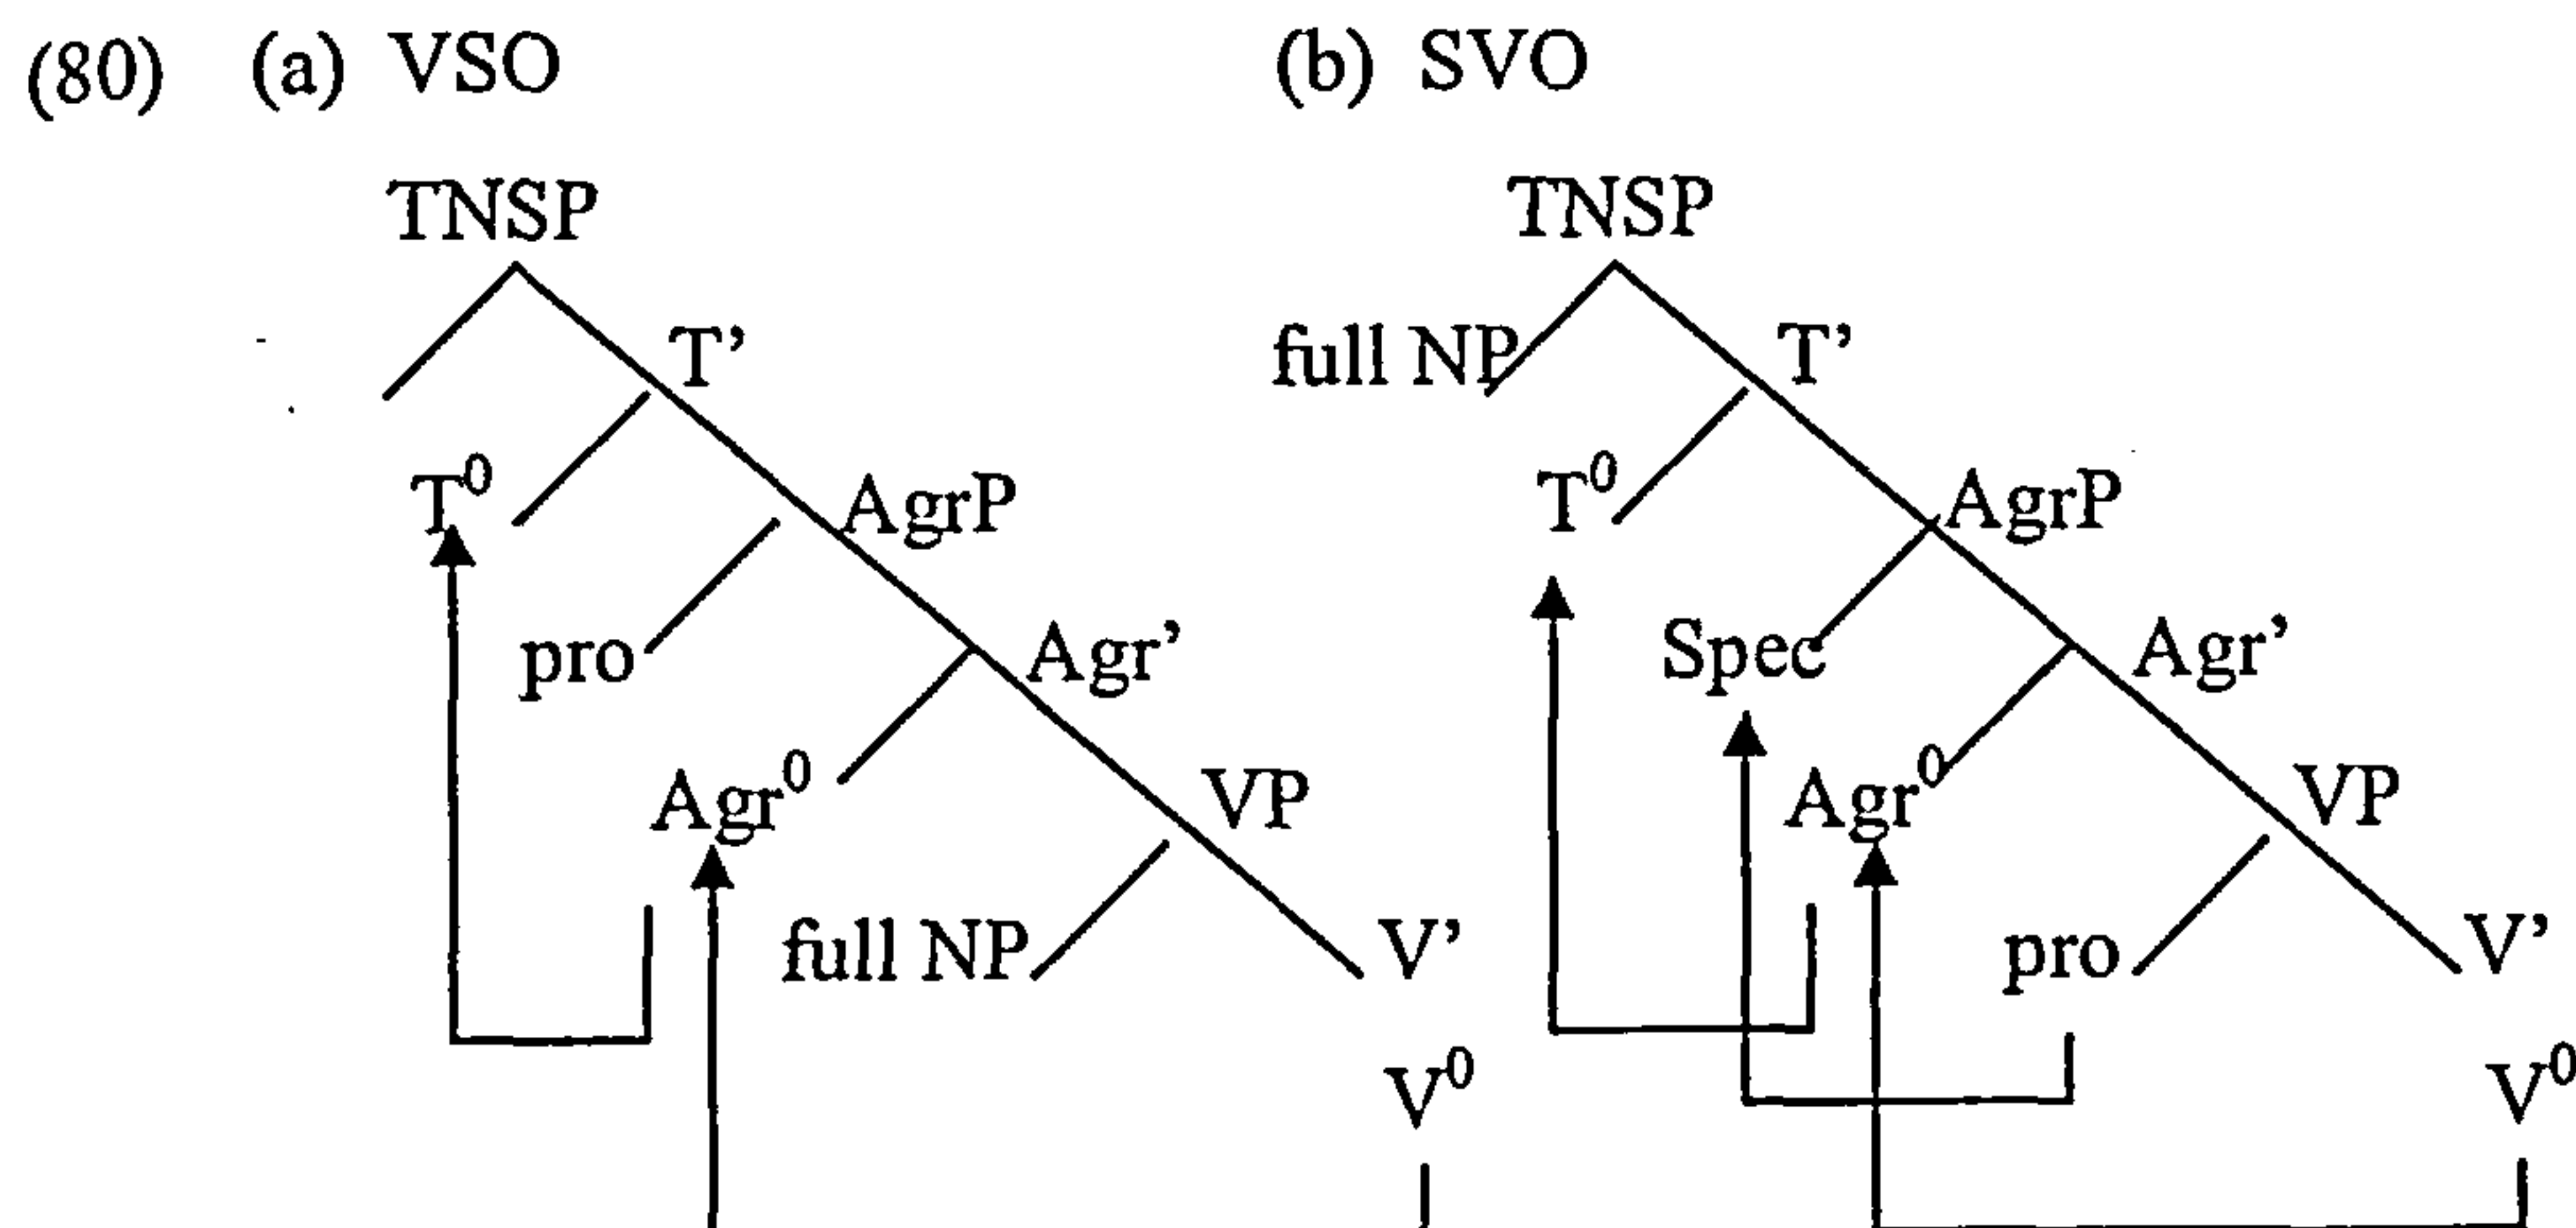 (80) (a) VSO (b) SVO
TNSP TNSP
T’ full NP T’
T⁰ AgrP T⁰ AgrP
pro Agr’ Spec Agr’
Agr⁰ VP Agr⁰ VP
full NP V’ pro V’
V⁰ V⁰